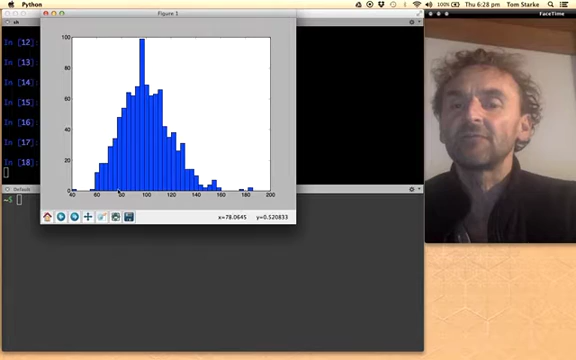 Python
100%
Thu 6:28 pm
Tom Starke
Figure 1
FaceTime
sh
In [12]:
In [13]:
In [14]:
In [15]:
In [16]:
In [17]:
In [18]:
100
80
60
40
20
0
40 60 80 100 120 140 160 180 200
x=78.0645 y=0.520833
Default
~$